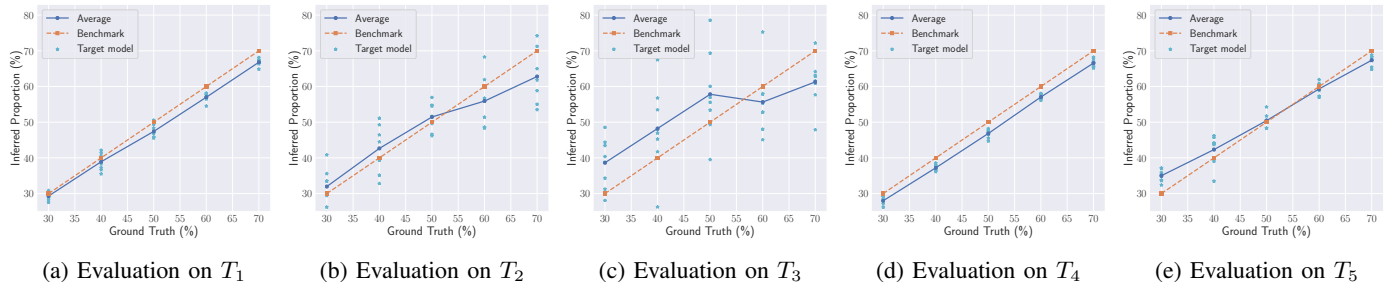 80
70
60
50
40
30
Inferred Proportion (%)
Average
Benchmark
Target model
30 35 40 45 50 55 60 65 70
Ground Truth (%)
(a) Evaluation on T1
80
70
60
50
40
30
Inferred Proportion (%)
Average
Benchmark
Target model
30 35 40 45 50 55 60 65 70
Ground Truth (%)
(b) Evaluation on T2
80
70
60
50
40
30
Inferred Proportion (%)
Average
Benchmark
Target model
30 35 40 45 50 55 60 65 70
Ground Truth (%)
(c) Evaluation on T3
80
70
60
50
40
30
Inferred Proportion (%)
Average
Benchmark
Target model
30 35 40 45 50 55 60 65 70
Ground Truth (%)
(d) Evaluation on T4
80
70
60
50
40
30
Inferred Proportion (%)
Average
Benchmark
Target model
30 35 40 45 50 55 60 65 70
Ground Truth (%)
(e) Evaluation on T5